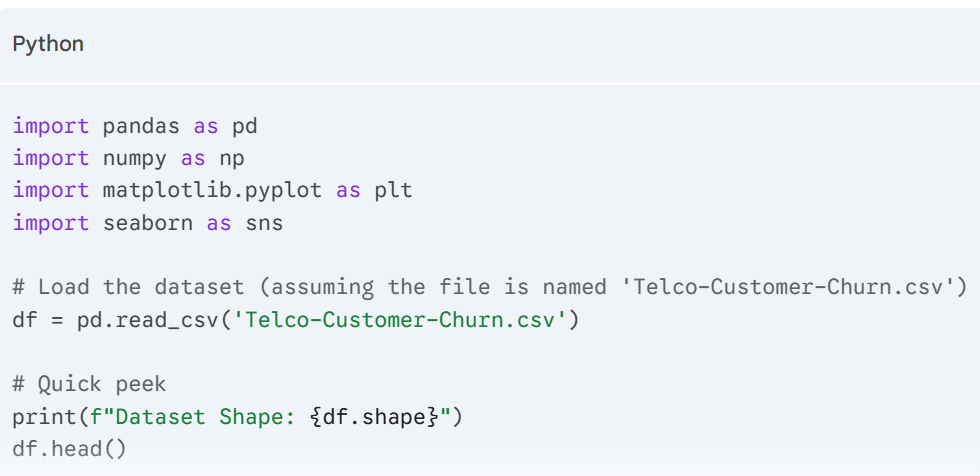 Python
import pandas as pd
import numpy as np
import matplotlib.pyplot as plt
import seaborn as sns
# Load the dataset (assuming the file is named 'Telco-Customer-Churn.csv')
df = pd.read_csv('Telco-Customer-Churn.csv')
# Quick peek
print(f"Dataset Shape: {df.shape}")
df.head()